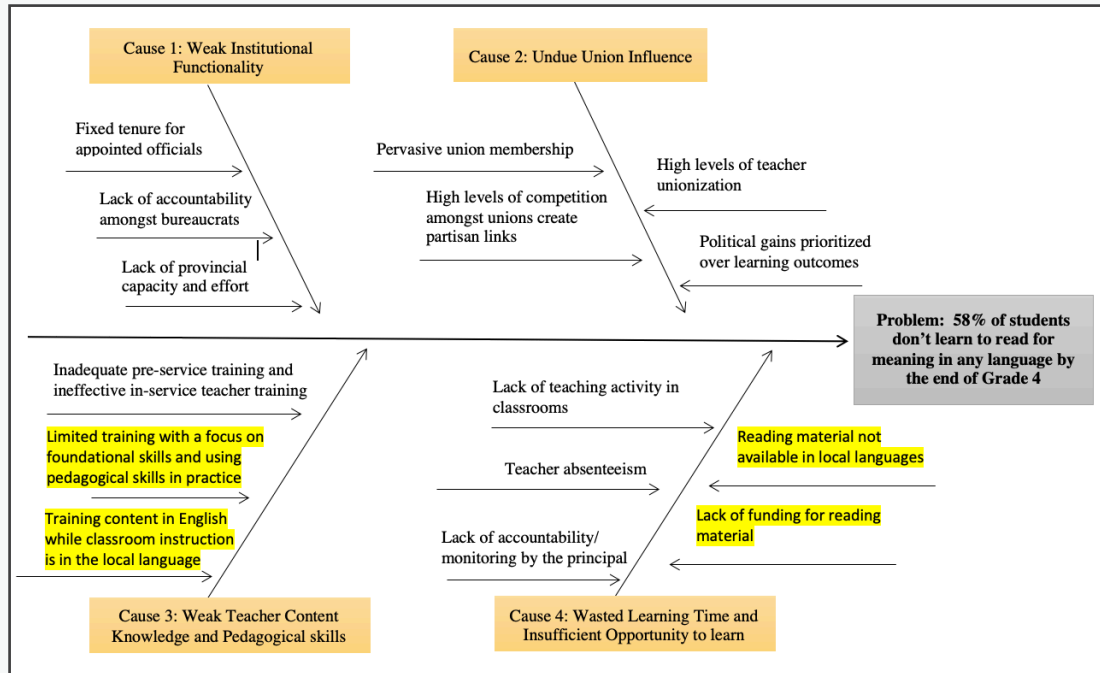 Cause 1: Weak Institutional
Functionality
Cause 2: Undue Union Influence
Fixed tenure for
appointed officials
Lack of accountability
amongst bureaucrats
Lack of provincial
capacity and effort
Pervasive union membership
High levels of competition
amongst unions create
partisan links
High levels of teacher
unionization
Political gains prioritized
over learning outcomes
Problem: 58% of students
don’t learn to read for
meaning in any language by
the end of Grade 4
Inadequate pre-service training and
ineffective in-service teacher training
Limited training with a focus on
foundational skills and using
pedagogical skills in practice
Training content in English
while classroom instruction
is in the local language
Lack of teaching activity in
classrooms
Teacher absenteeism
Lack of accountability/
monitoring by the principal
Reading material not
available in local languages
Lack of funding for reading
material
Cause 3: Weak Teacher Content
Knowledge and Pedagogical skills
Cause 4: Wasted Learning Time and
Insufficient Opportunity to learn